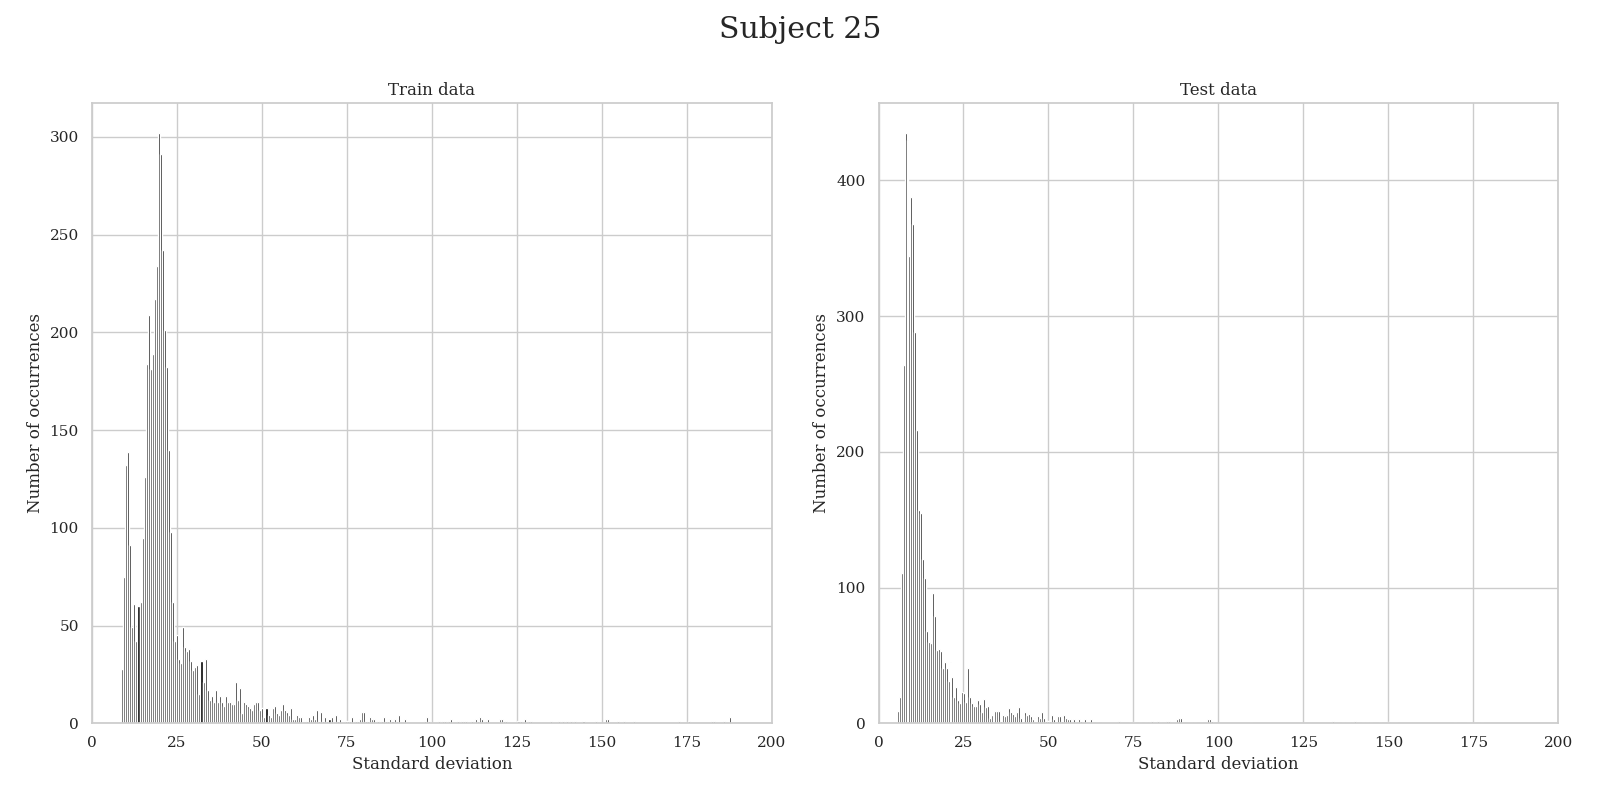 Subject 25
Train data
Number of occurrences
300
250
200
150
100
50
0
0 25 50 75 100 125 150 175 200
Standard deviation
Test data
Number of occurrences
400
300
200
100
0
0 25 50 75 100 125 150 175 200
Standard deviation